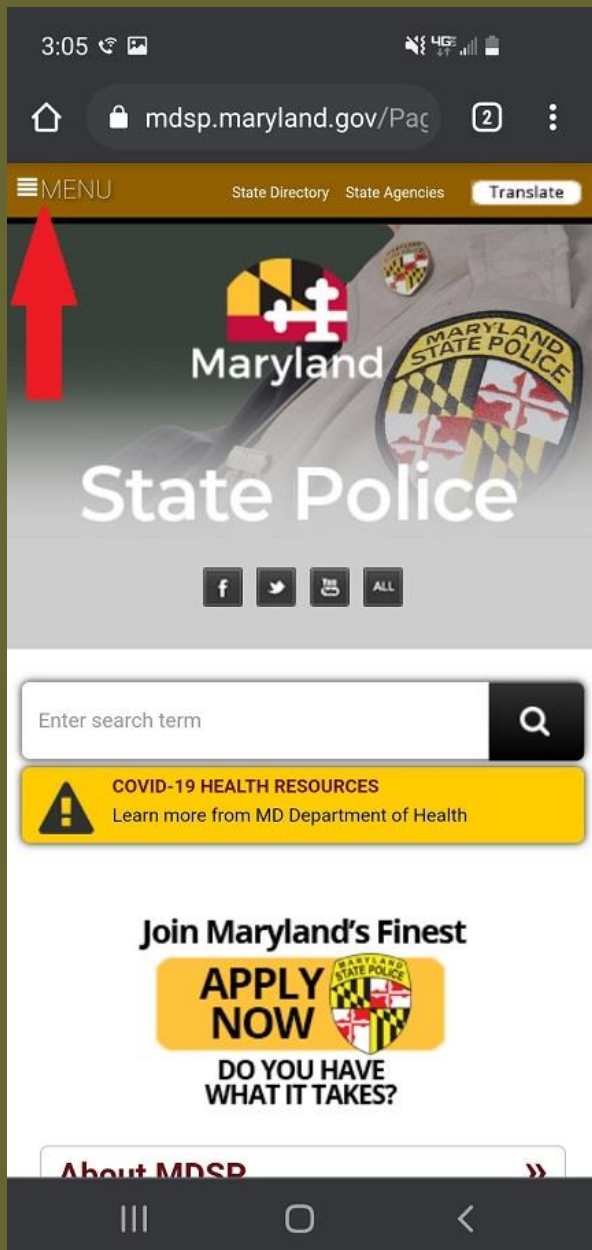 3:05
4GE
mdsp.maryland.gov/Pag
2
MENU
State Directory State Agencies Translate
MARYLAND
STATE POLICE
Maryland
State Police
f
You
ALL
Enter search term
COVID-19 HEALTH RESOURCES
Learn more from MD Department of Health
Join Maryland's Finest
APPLY
NOW
MARYLAND
STATE POLICE
DO YOU HAVE
WHAT IT TAKES?
About MDSP